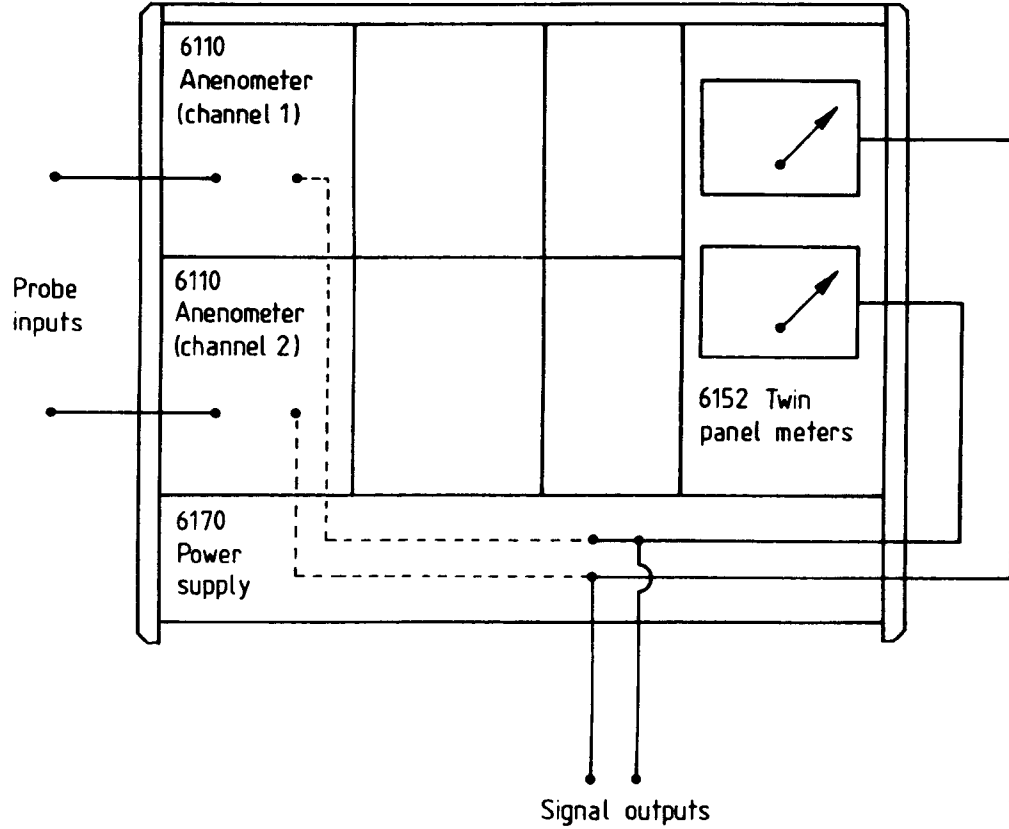 6110
Anenometer
(channel 1)
Probe
inputs
6110
Anenometer
(channel 2)
6152 Twin
panel meters
6170
Power
supply
Signal outputs